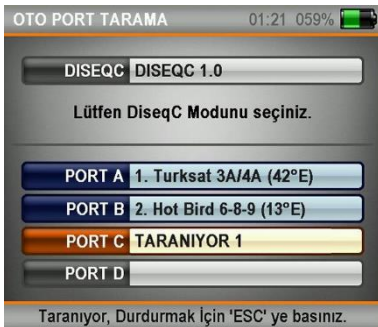 OTO PORT TARAMA 01:21 059%
DISEQC DISEQC 1.0
Lütfen DiseqC Modunu seçiniz.
PORT A 1. Turksat 3A/4A (42°E)
PORT B 2. Hot Bird 6-8-9 (13°E)
PORT C TARANIYOR 1
PORT D
Taranıyor, Durdurmak İçin 'ESC' ye basınız.